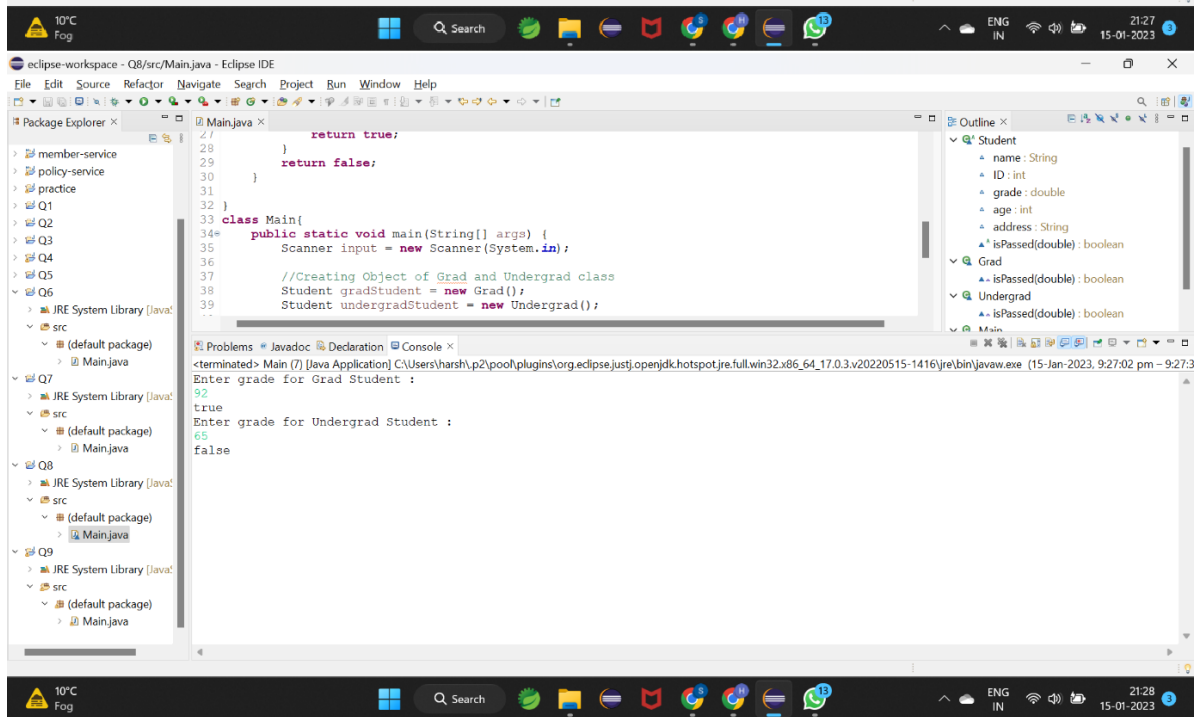 10°C
Fog
Search
13
ENG
IN
21:27
15-01-2023
3
eclipse-workspace - Q8/src/Main.java - Eclipse IDE
File Edit Source Refactor Navigate Search Project Run Window Help
Package Explorer
member-service
policy-service
practice
Q1
Q2
Q3
Q4
Q5
Q6
JRE System Library [JavaS
src
(default package)
Main.java
Q7
JRE System Library [JavaS
src
(default package)
Main.java
Q8
JRE System Library [JavaS
src
(default package)
Main.java
Q9
JRE System Library [JavaS
src
(default package)
Main.java
Main.java
27 return true;
28 }
29 return false;
30 }
31
32 }
33 class Main{
34 public static void main(String[] args) {
35 Scanner input = new Scanner(System.in);
36
37 //Creating Object of Grad and Undergrad class
38 Student gradStudent = new Grad();
39 Student undergradStudent = new Undergrad();
Outline
Student
name : String
ID : int
grade : double
age : int
address : String
isPassed(double) : boolean
Grad
isPassed(double) : boolean
Undergrad
isPassed(double) : boolean
Main
Problems Javadoc Declaration Console
<terminated> Main (7) [Java Application] C:\Users\harsh\.p2\pool\plugins\org.eclipse.justj.openjdk.hotspot.jre.full.win32.x86_64_17.0.3.v20220515-1416\jre\bin\javaw.exe (15-Jan-2023, 9:27:02 pm – 9:27:3
Enter grade for Grad Student :
92
true
Enter grade for Undergrad Student :
65
false
10°C
Fog
Search
13
ENG
IN
21:28
15-01-2023
3